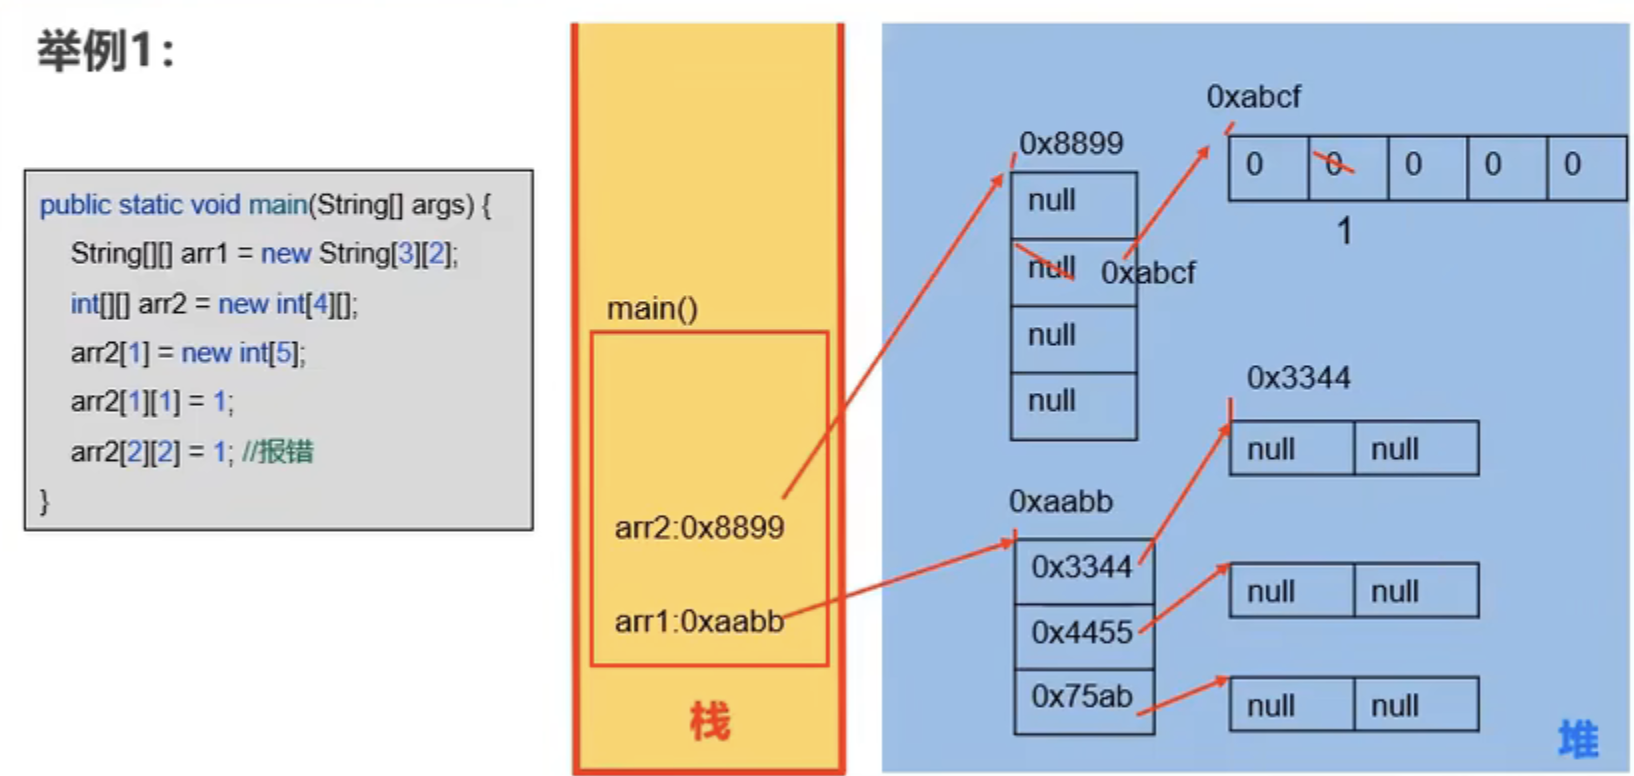 举例1：
public static void main(String[] args) {
String[][] arr1 = new String[3][2];
int[][] arr2 = new int[4][];
arr2[1] = new int[5];
arr2[1][1] = 1;
arr2[2][2] = 1; //报错
}
main()
arr2:0x8899
arr1:0xaabb
栈
0x8899
null
null 0xabcf
null
null
0xabcf
0 0 0 0 0
1
0xaabb
0x3344
0x4455
0x75ab
0x3344
null null
null null
null null
堆